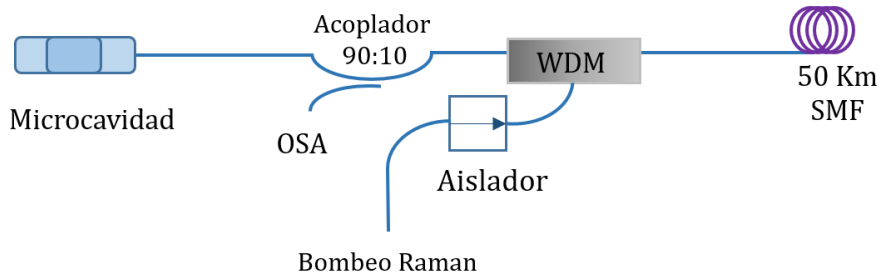 Acoplador
90:10
WDM
50 Km
SMF
Microcavidad
OSA
Aislador
Bombeo Raman